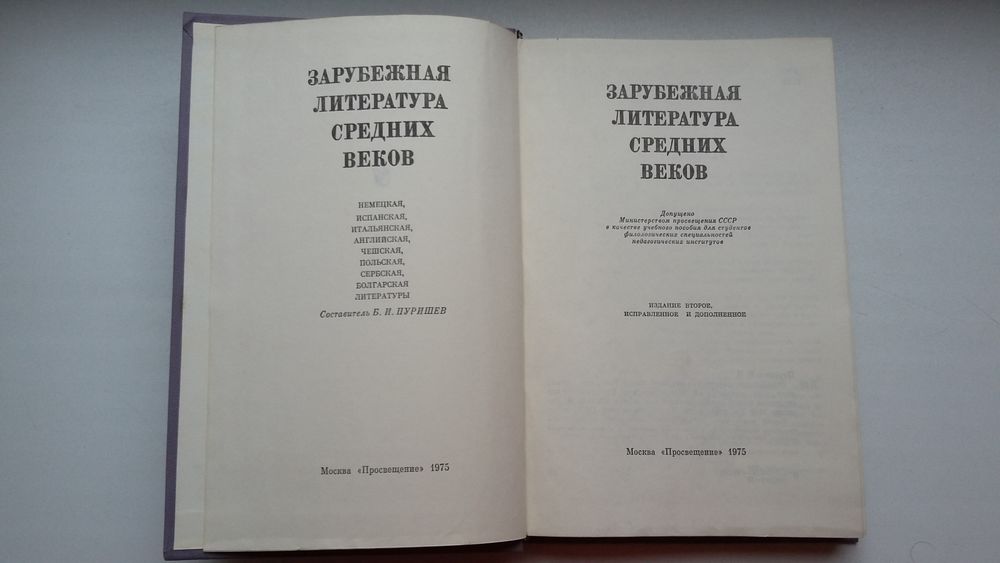 ЗАРУБЕЖНАЯ
ЛИТЕРАТУРА
СРЕДНИХ
ВЕКОВ
НЕМЕЦКАЯ,
ИСПАНСКАЯ,
ИТАЛЬЯНСКАЯ,
АНГЛИЙСКАЯ,
ЧЕШСКАЯ,
ПОЛЬСКАЯ,
СЕРБСКАЯ,
БОЛГАРСКАЯ
ЛИТЕРАТУРЫ
Составитель Б. И. ПУРИШЕВ
Москва «Просвещение» 1975
ЗАРУБЕЖНАЯ
ЛИТЕРАТУРА
СРЕДНИХ
ВЕКОВ
Допущено
Министерством просвещения СССР
в качестве учебного пособия для студентов
филологических специальностей
педагогических институтов
ИЗДАНИЕ ВТОРОЕ,
ИСПРАВЛЕННОЕ И ДОПОЛНЕННОЕ
Москва «Просвещение» 1975